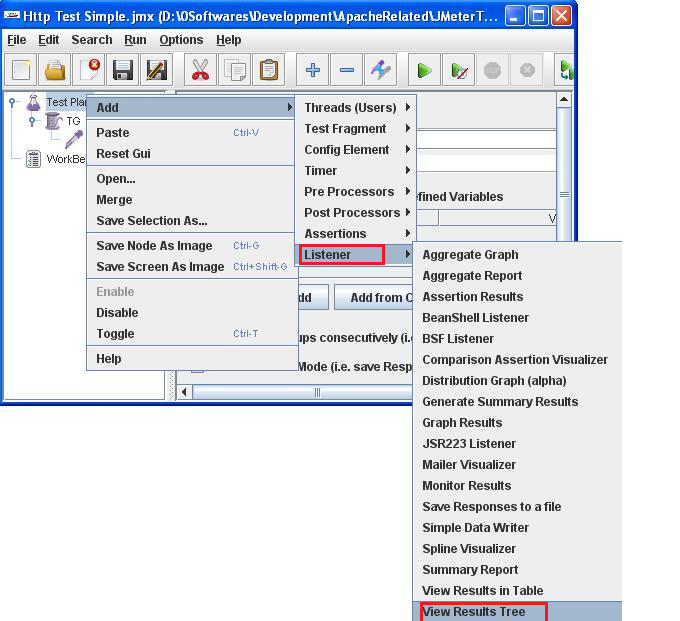 Http Test Simple.jmx (D:\0Softwares\Development\ApacheRelated\JMeterT...
File Edit Search Run Options Help
Test Pla
TG
WorkBe
Add
Paste Ctrl-V
Reset Gui
Open...
Merge
Save Selection As...
Save Node As Image Ctrl-G
Save Screen As Image Ctrl+Shift-G
Enable
Disable
Toggle Ctrl-T
Help
Threads (Users)
Test Fragment
Config Element
Timer
Pre Processors
Post Processors
Assertions
Listener
efined Variables
V
dd
Add from C
ups consecutively (i.e
Mode (i.e. save Resp
Aggregate Graph
Aggregate Report
Assertion Results
BeanShell Listener
BSF Listener
Comparison Assertion Visualizer
Distribution Graph (alpha)
Generate Summary Results
Graph Results
JSR223 Listener
Mailer Visualizer
Monitor Results
Save Responses to a file
Simple Data Writer
Spline Visualizer
Summary Report
View Results in Table
View Results Tree